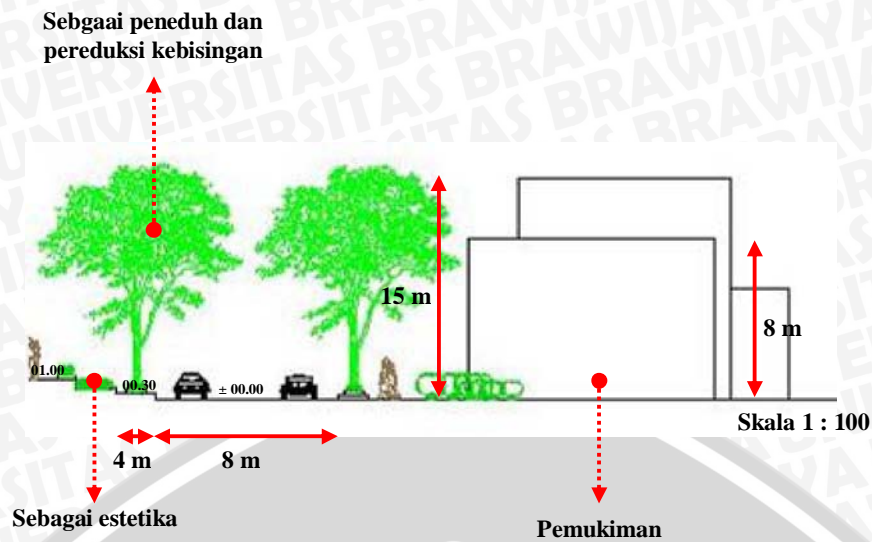 Sebgaai peneduh dan
pereduksi kebisingan
15 m
8 m
01.00
00.30
± 00.00
Skala 1 : 100
4 m
8 m
Sebagai estetika
Pemukiman
UNIVERSITAS BRAWIJAYA